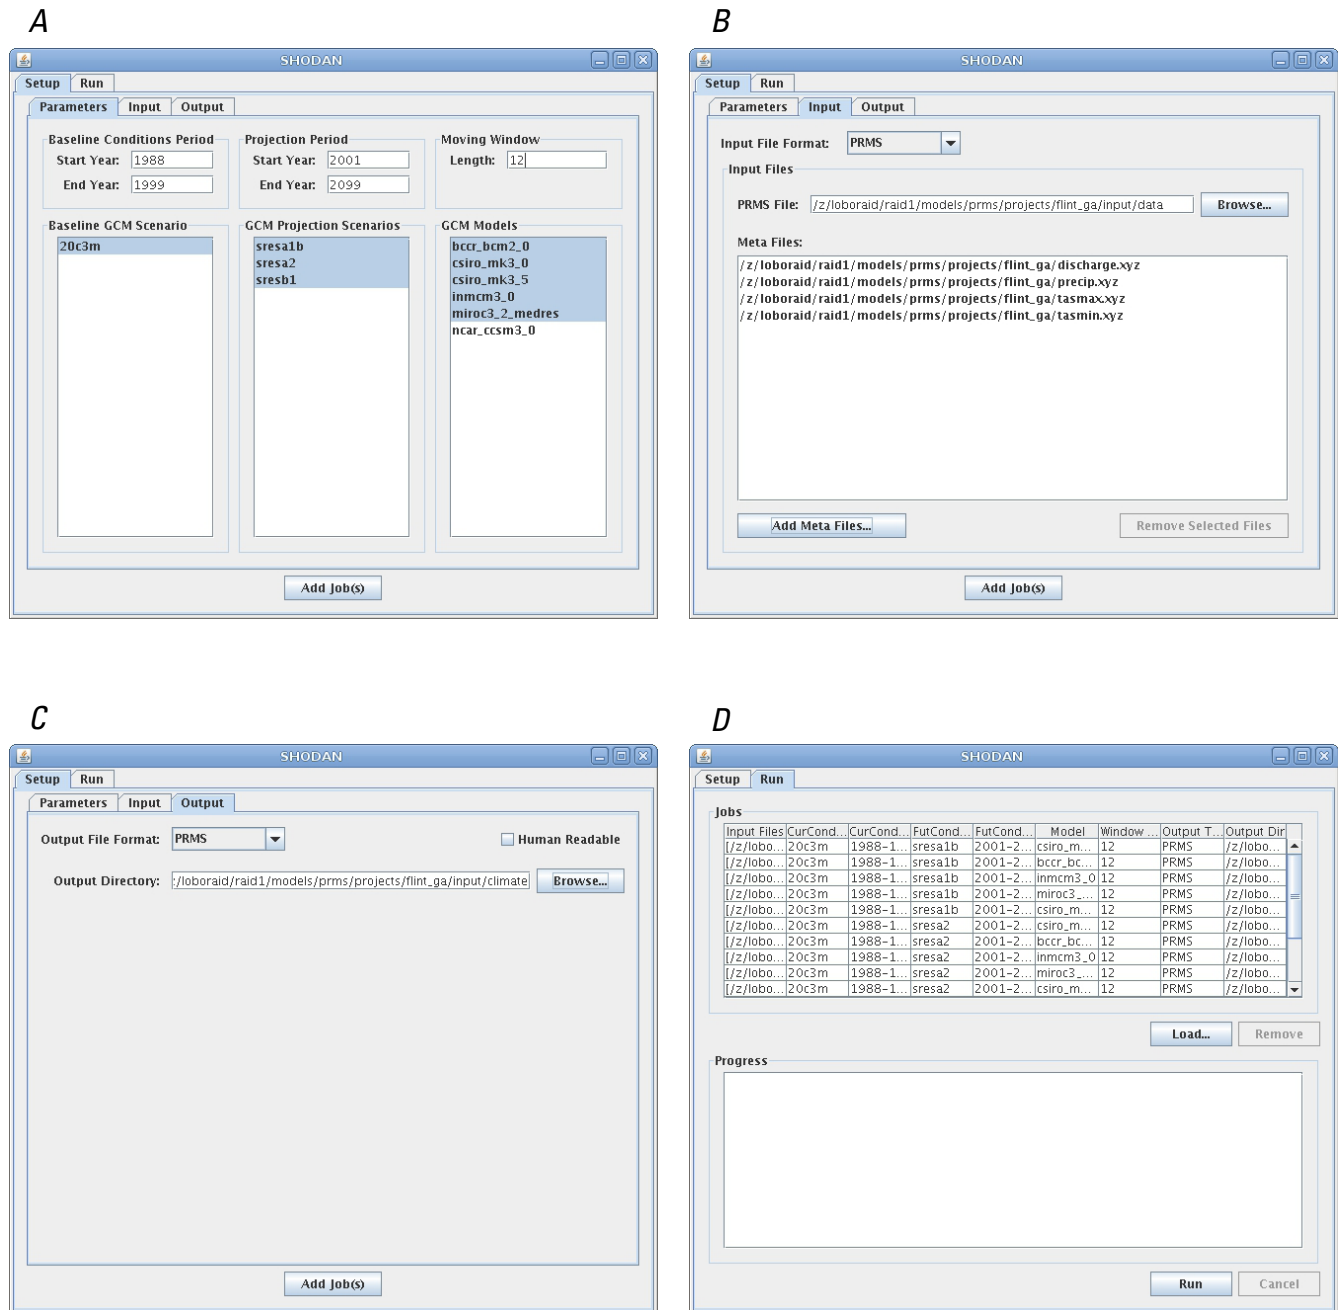 A
SHODAN
Setup Run
Parameters Input Output
Baseline Conditions Period
Start Year: 1988
End Year: 1999
Projection Period
Start Year: 2001
End Year: 2099
Moving Window
Length: 12
Baseline GCM Scenario
20c3m
GCM Projection Scenarios
sresa1b
sresa2
sresb1
GCM Models
bccr_bcm2_0
csiro_mk3_0
csiro_mk3_5
inmcm3_0
miroc3_2_medres
ncar_ccsm3_0
Add Job(s)
B
SHODAN
Setup Run
Parameters Input Output
Input File Format: PRMS
Input Files
PRMS File: /z/loboraid/raid1/models/prms/projects/flint_ga/input/data Browse...
Meta Files:
/z/loboraid/raid1/models/prms/projects/flint_ga/discharge.xyz
/z/loboraid/raid1/models/prms/projects/flint_ga/precip.xyz
/z/loboraid/raid1/models/prms/projects/flint_ga/tasmax.xyz
/z/loboraid/raid1/models/prms/projects/flint_ga/tasmin.xyz
Add Meta Files... Remove Selected Files
Add Job(s)
C
SHODAN
Setup Run
Parameters Input Output
Output File Format: PRMS Human Readable
Output Directory: :/loboraid/raid1/models/prms/projects/flint_ga/input/climate Browse...
Add Job(s)
D
SHODAN
Setup Run
Jobs
Input Files CurCond... CurCond... FutCond... FutCond... Model Window ... Output T... Output Dir
[/z/lobo... 20c3m 1988-1... sresa1b 2001-2... csiro_m... 12 PRMS /z/lobo...
[/z/lobo... 20c3m 1988-1... sresa1b 2001-2... bccr_bc... 12 PRMS /z/lobo...
[/z/lobo... 20c3m 1988-1... sresa1b 2001-2... inmcm3_0 12 PRMS /z/lobo...
[/z/lobo... 20c3m 1988-1... sresa1b 2001-2... miroc3_... 12 PRMS /z/lobo...
[/z/lobo... 20c3m 1988-1... sresa1b 2001-2... csiro_m... 12 PRMS /z/lobo...
[/z/lobo... 20c3m 1988-1... sresa2 2001-2... csiro_m... 12 PRMS /z/lobo...
[/z/lobo... 20c3m 1988-1... sresa2 2001-2... bccr_bc... 12 PRMS /z/lobo...
[/z/lobo... 20c3m 1988-1... sresa2 2001-2... inmcm3_0 12 PRMS /z/lobo...
[/z/lobo... 20c3m 1988-1... sresa2 2001-2... miroc3_... 12 PRMS /z/lobo...
[/z/lobo... 20c3m 1988-1... sresa2 2001-2... csiro_m... 12 PRMS /z/lobo...
Load... Remove
Progress
Run Cancel